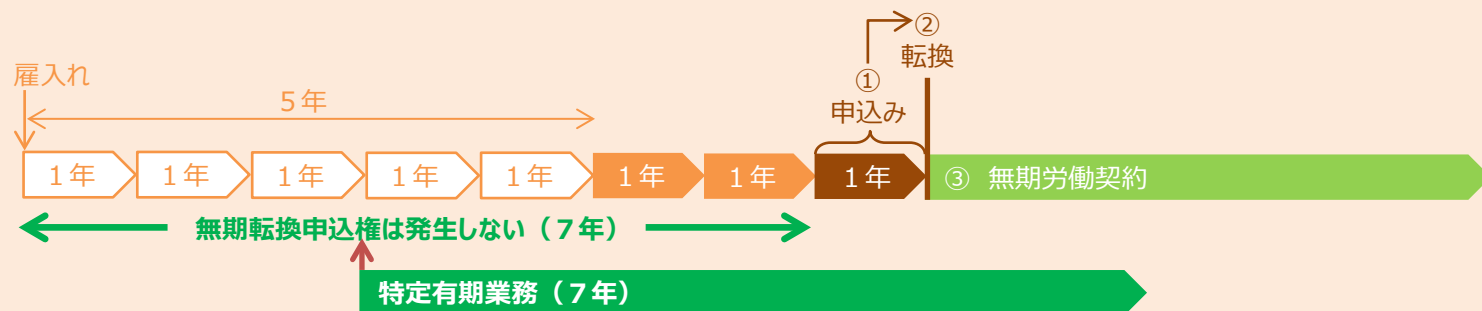 ②
転換
雇入れ
①
5年
申込み
1年 1年 1年 1年 1年 1年 1年 1年 ③ 無期労働契約
無期転換申込権は発生しない（7年）
特定有期業務（7年）